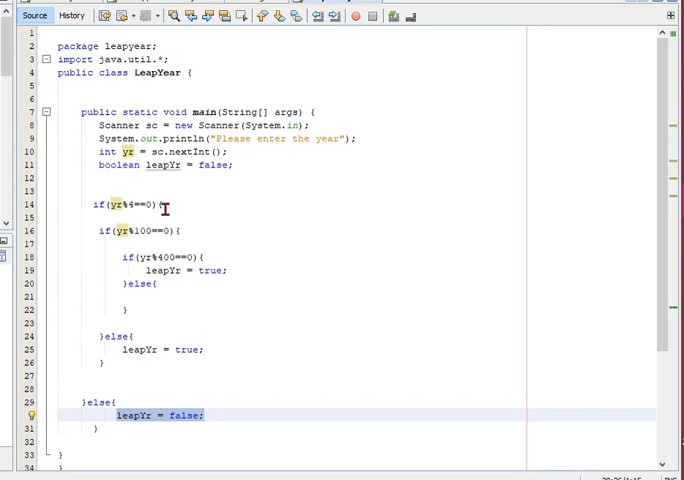 Source History
1
2 package leapyear;
3 import java.util.*;
4 public class LeapYear {
5
6
7 public static void main(String[] args) {
8 Scanner sc = new Scanner(System.in);
9 System.out.println("Please enter the year");
10 int yr = sc.nextInt();
11 boolean leapYr = false;
12
13
14 if(yr%4==0){
15
16 if(yr%100==0){
17
18 if(yr%400==0){
19 leapYr = true;
20 }else{
21
22 }
23
24 }else{
25 leapYr = true;
26 }
27
28
29 }else{
leapYr = false;
31 }
32
33 }
34 }